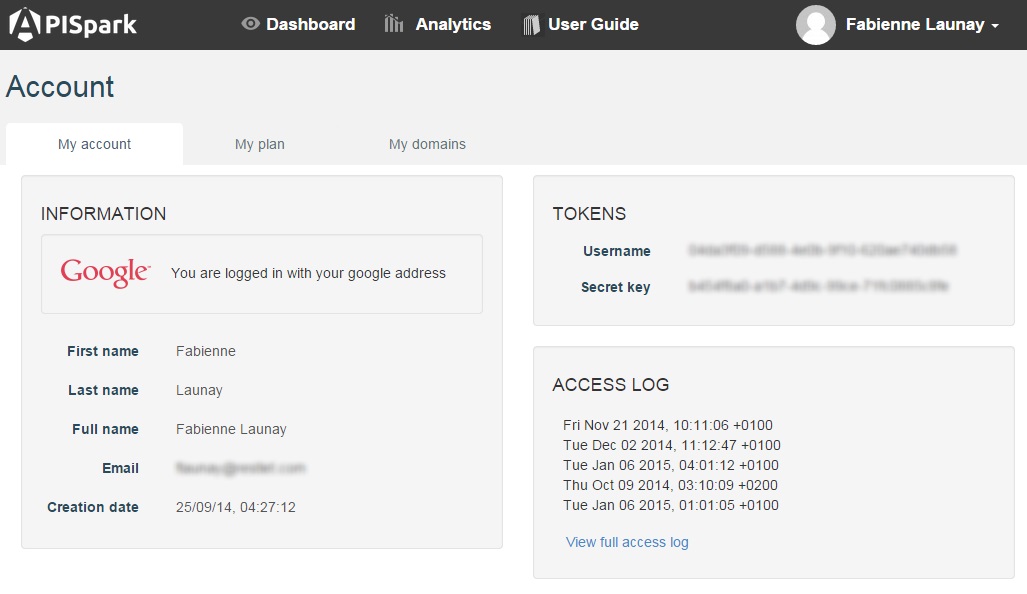 APISpark Dashboard Analytics User Guide Fabienne Launay
Account
My account My plan My domains
INFORMATION
Google You are logged in with your google address
First name Fabienne
Last name Launay
Full name Fabienne Launay
Email
Creation date 25/09/14, 04:27:12
TOKENS
Username
Secret key
ACCESS LOG
Fri Nov 21 2014, 10:11:06 +0100
Tue Dec 02 2014, 11:12:47 +0100
Tue Jan 06 2015, 04:01:12 +0100
Thu Oct 09 2014, 03:10:09 +0200
Tue Jan 06 2015, 01:01:05 +0100
View full access log